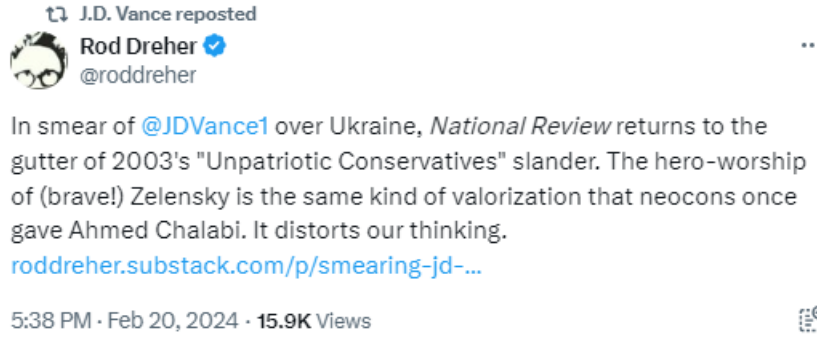 J.D. Vance reposted
Rod Dreher
@roddreher
In smear of @JDVance1 over Ukraine, National Review returns to the
gutter of 2003's "Unpatriotic Conservatives" slander. The hero-worship
of (brave!) Zelensky is the same kind of valorization that neocons once
gave Ahmed Chalabi. It distorts our thinking.
roddreher.substack.com/p/smearing-jd-...
5:38 PM · Feb 20, 2024 · 15.9K Views